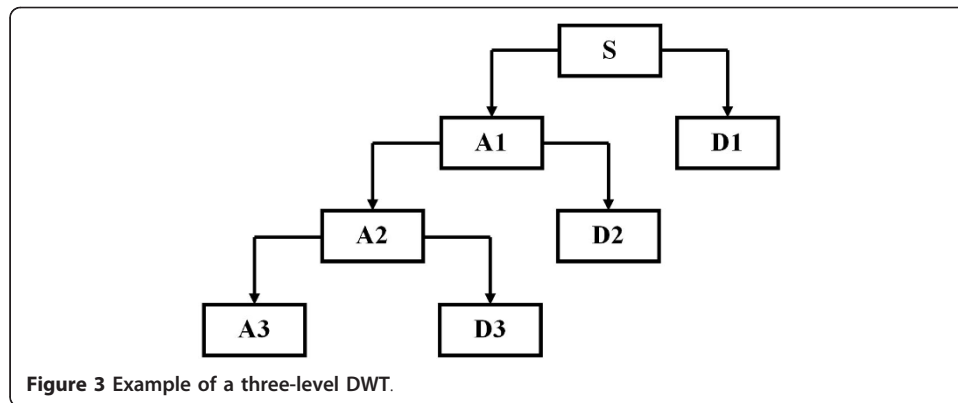 S
A1 D1
A2 D2
A3 D3
Figure 3 Example of a three-level DWT.